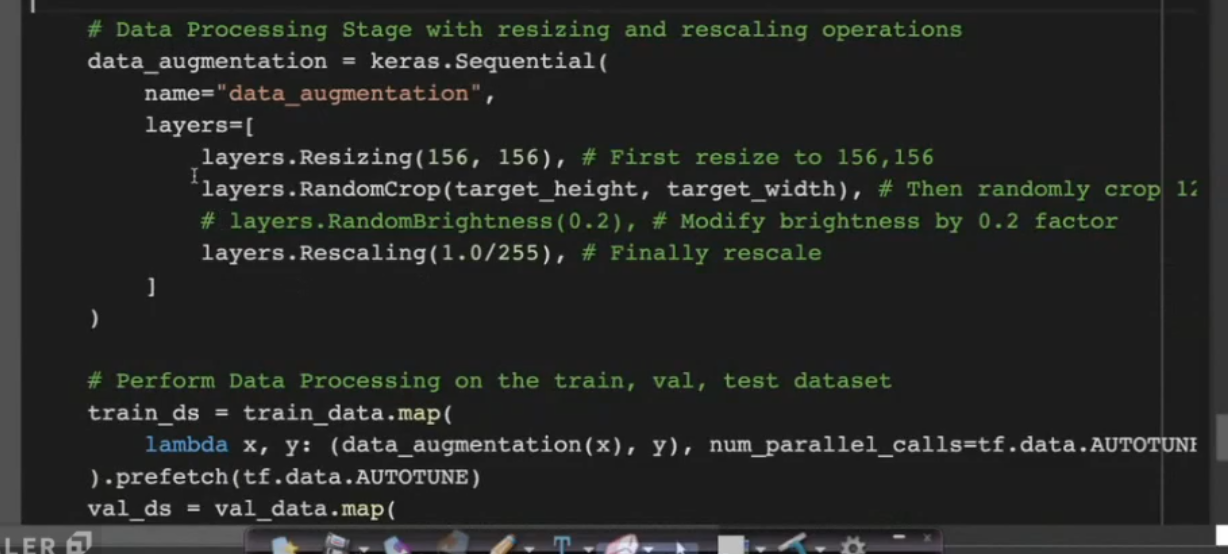 # Data Processing Stage with resizing and rescaling operations
data_augmentation = keras.Sequential(
name="data_augmentation",
layers=[
layers.Resizing(156, 156), # First resize to 156,156
layers.RandomCrop(target_height, target_width), # Then randomly crop 12
# layers.RandomBrightness(0.2), # Modify brightness by 0.2 factor
layers.Rescaling(1.0/255), # Finally rescale
]
)
# Perform Data Processing on the train, val, test dataset
train_ds = train_data.map(
lambda x, y: (data_augmentation(x), y), num_parallel_calls=tf.data.AUTOTUNE
).prefetch(tf.data.AUTOTUNE)
val_ds = val_data.map(
LER